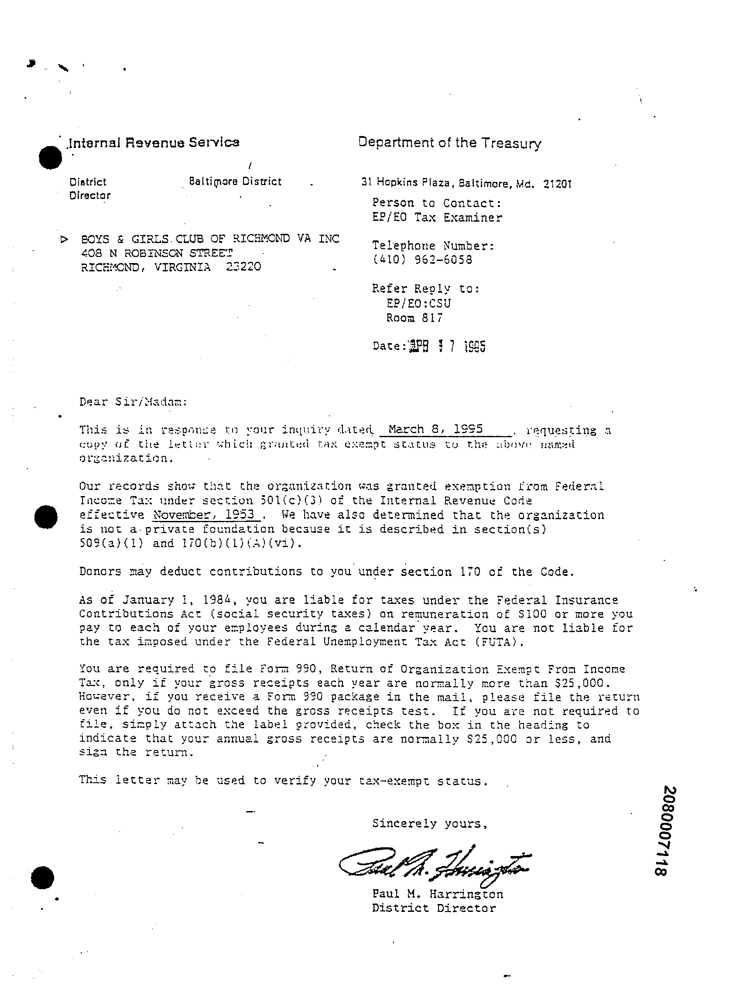 Internal Revenue Service
Department of the Treasury
District
Director
Baltimore District
31 Hopkins Plaza, Baltimore, Md. 21201
Person to Contact:
EP/EO Tax Examiner
Telephone Number:
(410) 962-6058
Refer Reply to:
EP/EO:CSU
Room 817
Date: APR 1995
BOYS & GIRLS CLUB OF RICHMOND VA INC
408 N ROBINSON STREET
RICHMOND, VIRGINIA 23220
Dear Sir/Madam:
This is in response to your inquiry dated March 8, 1995 , requesting a
copy of the letter which granted tax exempt status to the above named
organization.
Our records show that the organization was granted exemption from Federal
Income Tax under section 501(c)(3) of the Internal Revenue Code
effective November, 1953 . We have also determined that the organization
is not a private foundation because it is described in section(s)
509(a)(1) and 170(b)(1)(A)(vi).
Donors may deduct contributions to you under section 170 of the Code.
As of January 1, 1984, you are liable for taxes under the Federal Insurance
Contributions Act (social security taxes) on remuneration of $100 or more you
pay to each of your employees during a calendar year. You are not liable for
the tax imposed under the Federal Unemployment Tax Act (FUTA).
You are required to file Form 990, Return of Organization Exempt From Income
Tax, only if your gross receipts each year are normally more than $25,000.
However, if you receive a Form 990 package in the mail, please file the return
even if you do not exceed the gross receipts test. If you are not required to
file, simply attach the label provided, check the box in the heading to
indicate that your annual gross receipts are normally $25,000 or less, and
sign the return.
This letter may be used to verify your tax-exempt status.
Sincerely yours,
Paul M. Harrington
Paul M. Harrington
District Director
2080007118